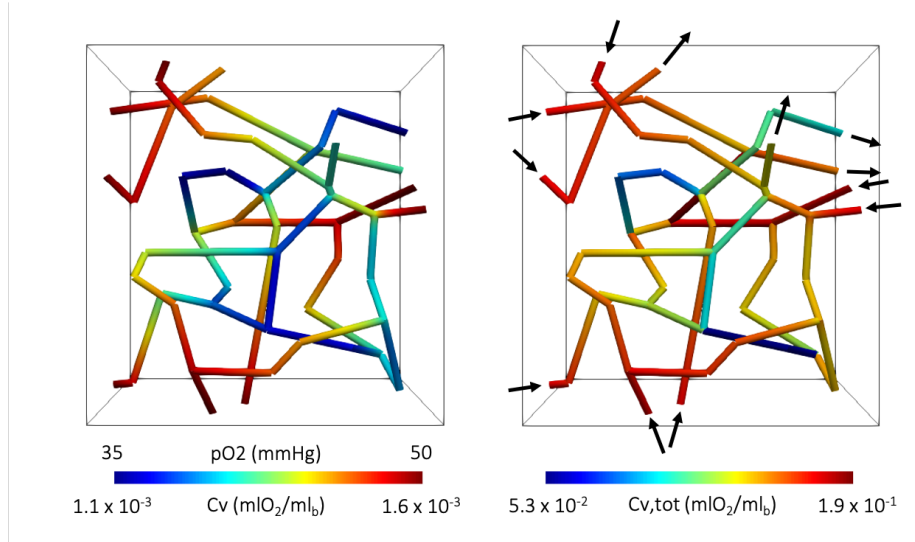 35 pO2 (mmHg) 50
1.1 x 10⁻³ Cv (mlO₂/ml_b) 1.6 x 10⁻³
5.3 x 10⁻² Cv,tot (mlO₂/ml_b) 1.9 x 10⁻¹